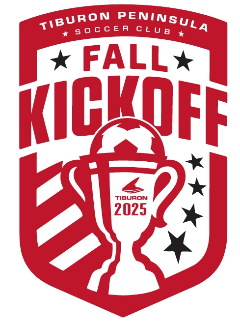 TIBURON PENINSULA
SOCCER CLUB
FALL
KICKOFF
TIBURON
2025